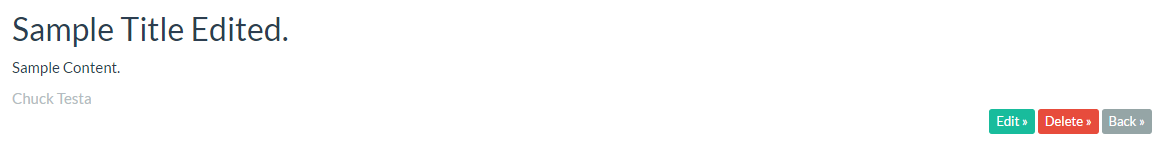 Sample Title Edited.
Sample Content.
Chuck Testa
Edit » Delete » Back »